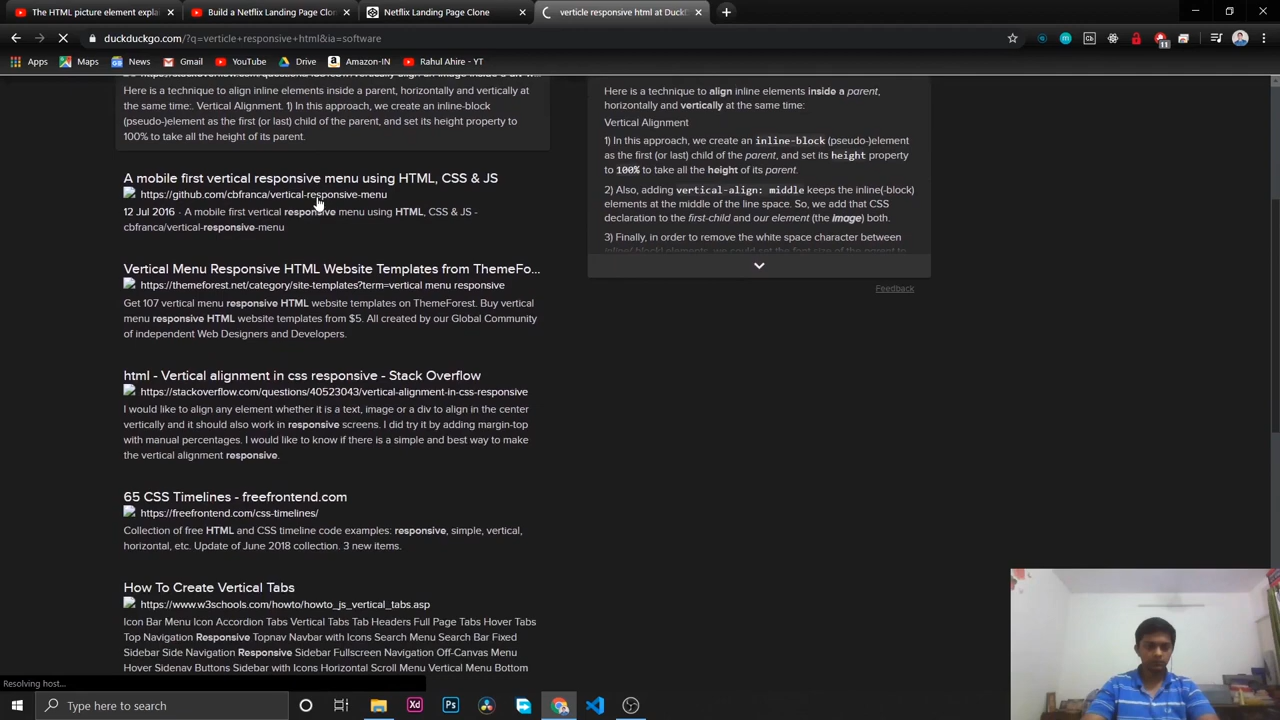 The HTML picture element expla
Build a Netflix Landing Page Clon
Netflix Landing Page Clone
verticle responsive html at DuckD
duckduckgo.com/?q=verticle+responsive+html&ia=software
11
Apps
Maps
News
Gmail
YouTube
Drive
Amazon-IN
Rahul Ahire - YT
Here is a technique to align inline elements inside a parent, horizontally and vertically at
the same time:. Vertical Alignment. 1) In this approach, we create an inline-block
(pseudo-)element as the first (or last) child of the parent, and set its height property to
100% to take all the height of its parent.
A mobile first vertical responsive menu using HTML, CSS & JS
https://github.com/cbfranca/vertical-responsive-menu
12 Jul 2016 - A mobile first vertical responsive menu using HTML, CSS & JS -
cbfranca/vertical-responsive-menu
Vertical Menu Responsive HTML Website Templates from ThemeFo...
https://themeforest.net/category/site-templates?term=vertical menu responsive
Get 107 vertical menu responsive HTML website templates on ThemeForest. Buy vertical
menu responsive HTML website templates from $5. All created by our Global Community
of independent Web Designers and Developers.
html - Vertical alignment in css responsive - Stack Overflow
https://stackoverflow.com/questions/40523043/vertical-alignment-in-css-responsive
I would like to align any element whether it is a text, image or a div to align in the center
vertically and it should also work in responsive screens. I did try it by adding margin-top
with manual percentages. I would like to know if there is a simple and best way to make
the vertical alignment responsive.
65 CSS Timelines - freefrontend.com
https://freefrontend.com/css-timelines/
Collection of free HTML and CSS timeline code examples: responsive, simple, vertical,
horizontal, etc. Update of June 2018 collection. 3 new items.
How To Create Vertical Tabs
https://www.w3schools.com/howto/howto_js_vertical_tabs.asp
Icon Bar Menu Icon Accordion Tabs Vertical Tabs Tab Headers Full Page Tabs Hover Tabs
Top Navigation Responsive Topnav Navbar with Icons Search Menu Search Bar Fixed
Sidebar Side Navigation Responsive Sidebar Fullscreen Navigation Off-Canvas Menu
Hover Sidenav Buttons Sidebar with Icons Horizontal Scroll Menu Vertical Menu Bottom
Here is a technique to align inline elements inside a parent,
horizontally and vertically at the same time:
Vertical Alignment
1) In this approach, we create an inline-block (pseudo-)element
as the first (or last) child of the parent, and set its height property
to 100% to take all the height of its parent.
2) Also, adding vertical-align: middle keeps the inline(-block)
elements at the middle of the line space. So, we add that CSS
declaration to the first-child and our element (the image) both.
3) Finally, in order to remove the white space character between
Feedback
Resolving host...
Type here to search
Xd
Ps